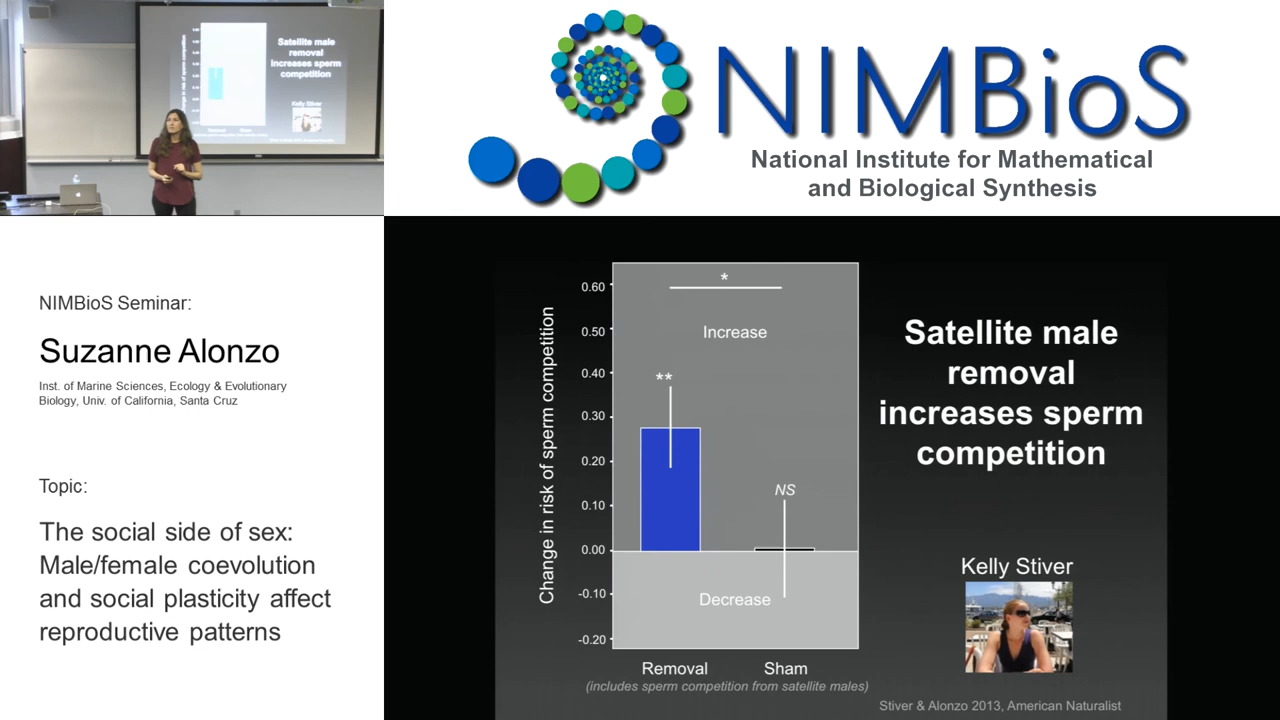 Satellite male
removal
increases sperm
competition
Kelly Stiver
NIMBioS
National Institute for Mathematical
and Biological Synthesis
NIMBioS Seminar:
Suzanne Alonzo
Inst. of Marine Sciences, Ecology & Evolutionary
Biology, Univ. of California, Santa Cruz
Topic:
The social side of sex:
Male/female coevolution
and social plasticity affect
reproductive patterns
Change in risk of sperm competition
0.60
0.50
0.40
0.30
0.20
0.10
0.00
-0.10
-0.20
*
Increase
**
NS
Decrease
Removal Sham
(includes sperm competition from satellite males)
Satellite male
removal
increases sperm
competition
Kelly Stiver
Stiver & Alonzo 2013, American Naturalist